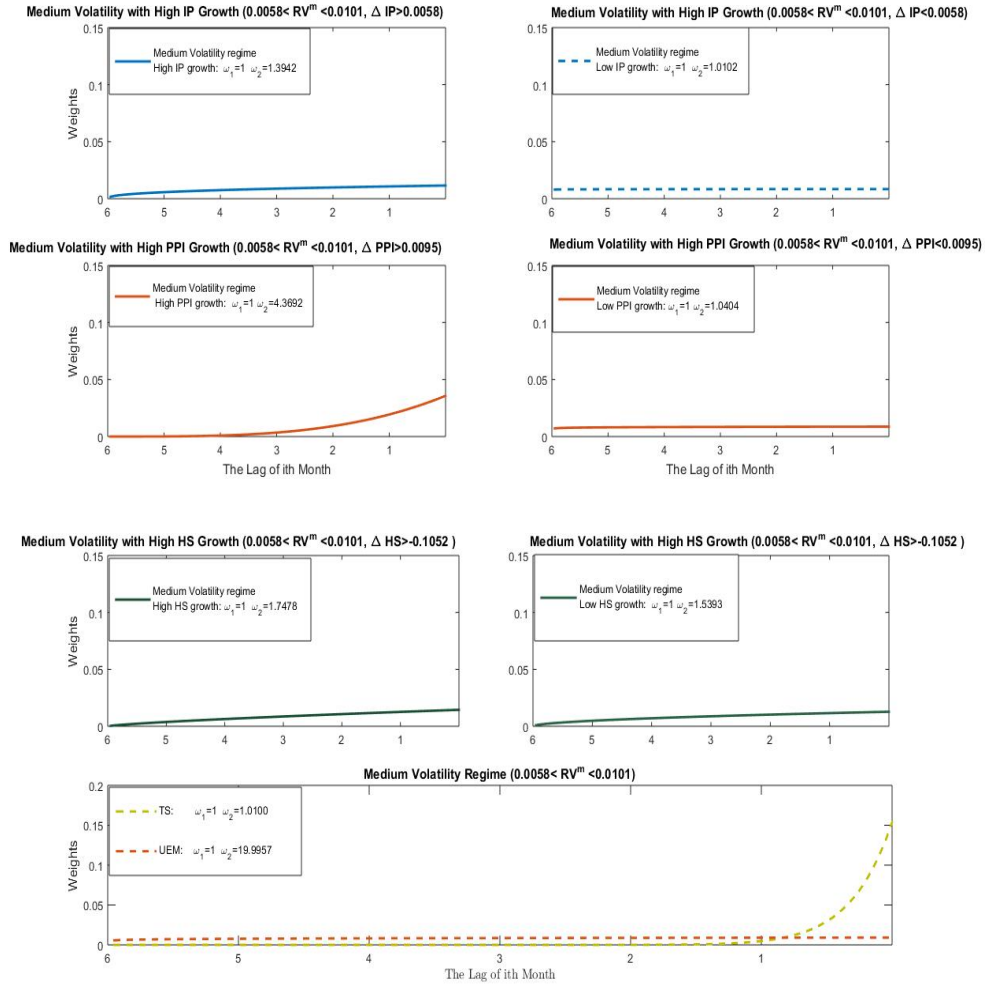 Medium Volatility with High IP Growth (0.0058< RVᵐ <0.0101, Δ IP>0.0058)
Medium Volatility with High IP Growth (0.0058< RVᵐ <0.0101, Δ IP<0.0058)
0.15
0.1
0.05
0
Weights
Medium Volatility regime
High IP growth: ω₁=1 ω₂=1.3942
6 5 4 3 2 1
0.15
0.1
0.05
0
Medium Volatility regime
Low IP growth: ω₁=1 ω₂=1.0102
6 5 4 3 2 1
Medium Volatility with High PPI Growth (0.0058< RVᵐ <0.0101, Δ PPI>0.0095)
Medium Volatility with High PPI Growth (0.0058< RVᵐ <0.0101, Δ PPI<0.0095)
0.15
0.1
0.05
0
Weights
Medium Volatility regime
High PPI growth: ω₁=1 ω₂=4.3692
6 5 4 3 2 1
The Lag of ith Month
0.15
0.1
0.05
0
Medium Volatility regime
Low PPI growth: ω₁=1 ω₂=1.0404
6 5 4 3 2 1
The Lag of ith Month
Medium Volatility with High HS Growth (0.0058< RVᵐ <0.0101, Δ HS>-0.1052 )
Medium Volatility with High HS Growth (0.0058< RVᵐ <0.0101, Δ HS>-0.1052 )
0.15
0.1
0.05
0
Weights
Medium Volatility regime
High HS growth: ω₁=1 ω₂=1.7478
6 5 4 3 2 1
0.15
0.1
0.05
0
Medium Volatility regime
Low HS growth: ω₁=1 ω₂=1.5393
6 5 4 3 2 1
Medium Volatility Regime (0.0058< RVᵐ <0.0101)
0.2
0.15
0.1
0.05
0
Weights
TS: ω₁=1 ω₂=1.0100
UEM: ω₁=1 ω₂=19.9957
6 5 4 3 2 1
The Lag of ith Month